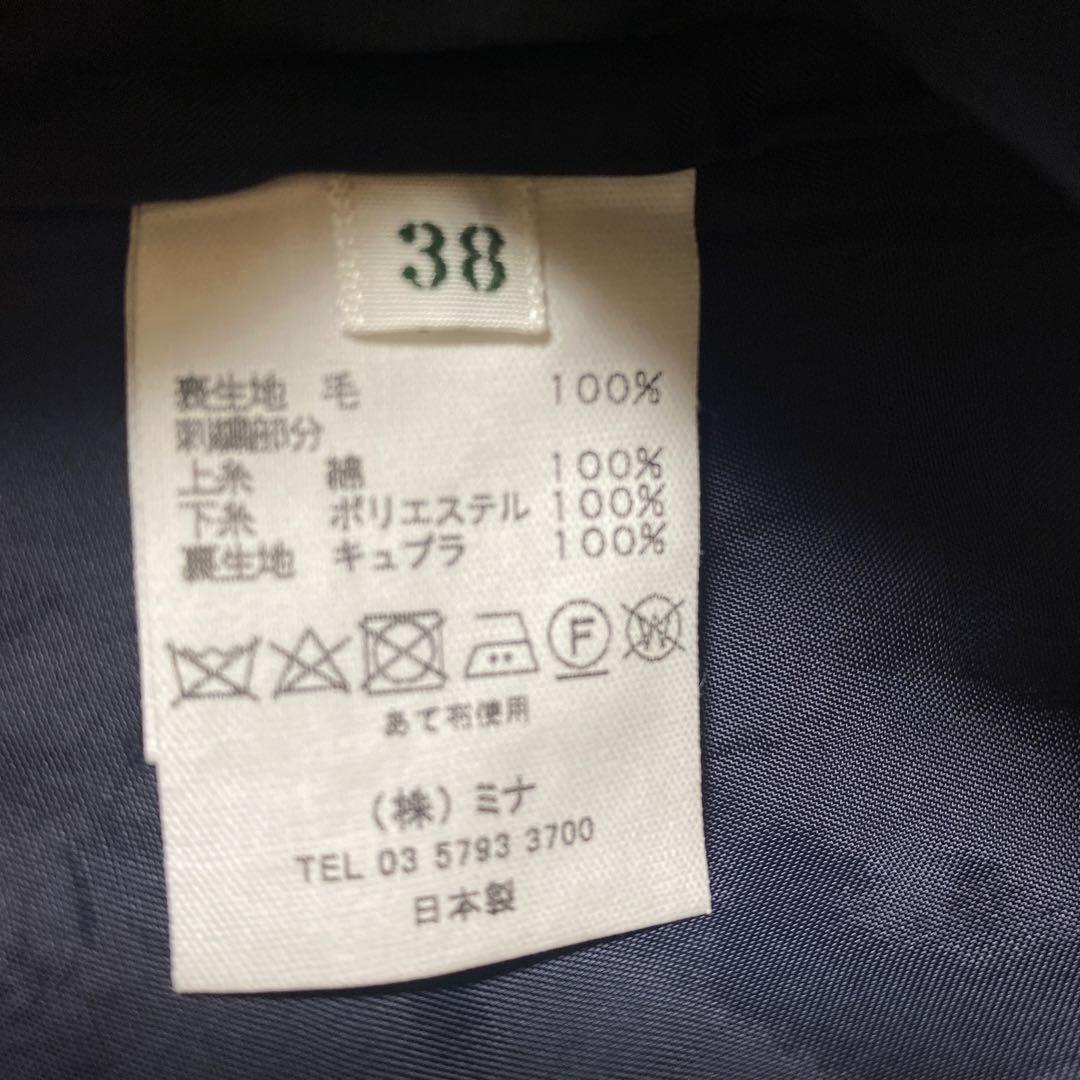 38
表生地 毛 100%
刺繍部分
上糸 綿 100%
下糸 ポリエステル 100%
裏生地 キュプラ 100%
F W
あて布使用
(株)ミナ
TEL 03 5793 3700
日本製